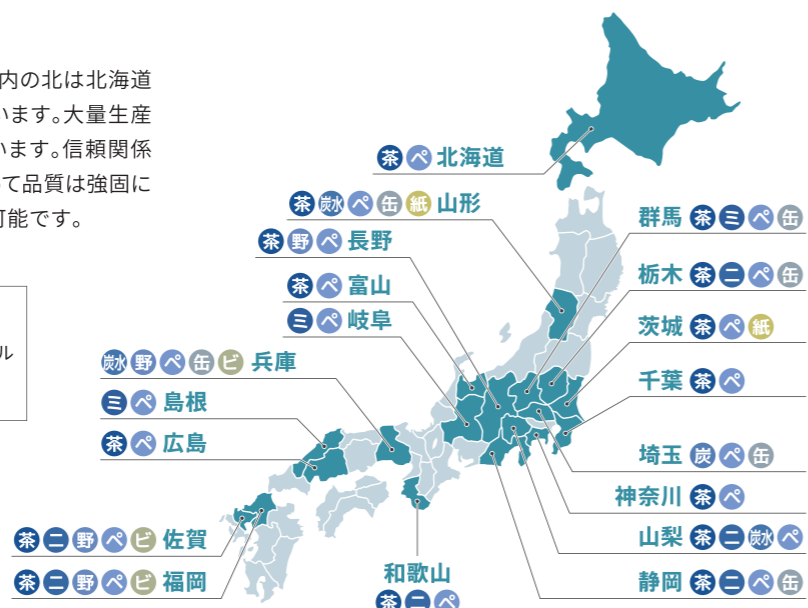 内の北は北海道
います。大量生産
います。信頼関係
て品質は強固に
可能です。
ル
茶 ペ 北海道
茶 炭水 ペ 缶 紙 山形
茶 野 ペ 長野
茶 ペ 富山
ミ ペ 岐阜
炭水 野 ペ 缶 ビ 兵庫
ミ ペ 島根
茶 ペ 広島
茶 ニ 野 ペ ビ 佐賀
茶 ニ 野 ペ ビ 福岡
和歌山
茶 ニ ペ
群馬 茶 ミ ペ 缶
栃木 茶 ニ ペ 缶
茨城 茶 ペ 紙
千葉 茶 ペ
埼玉 炭 ペ 缶
神奈川 茶 ペ
山梨 茶 ニ 炭水 ペ
静岡 茶 ニ ペ 缶